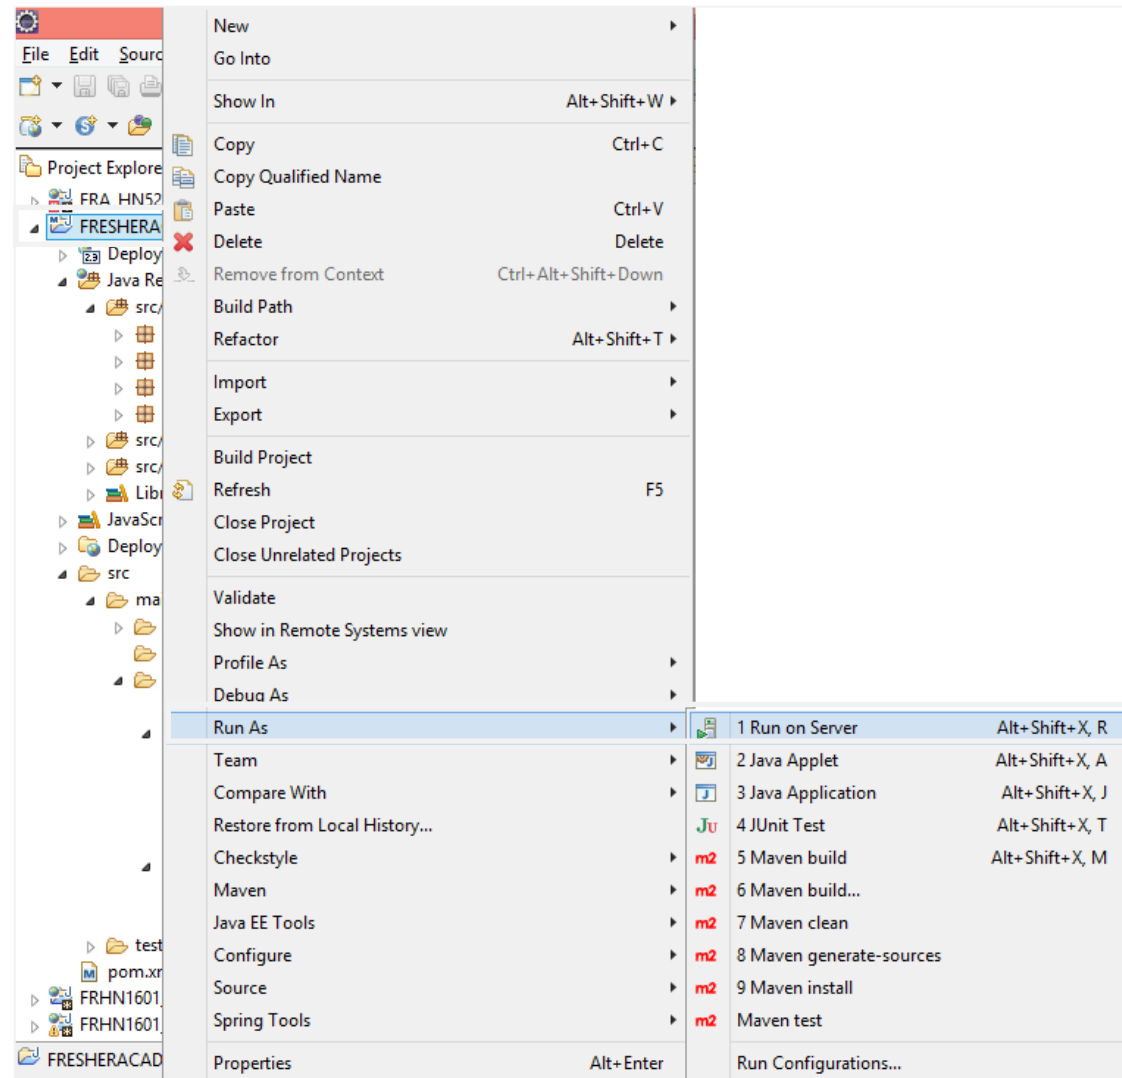 File Edit Sourc
Project Explore
FRA_HN52
FRESHERA
Deploy
Java Re
src/
src/
src/
Libr
JavaScr
Deploy
src
ma
test
pom.xr
FRHN1601_
FRHN1601_
FRESHERACAD
New
Go Into
Show In Alt+Shift+W
Copy Ctrl+C
Copy Qualified Name
Paste Ctrl+V
Delete Delete
Remove from Context Ctrl+Alt+Shift+Down
Build Path
Refactor Alt+Shift+T
Import
Export
Build Project
Refresh F5
Close Project
Close Unrelated Projects
Validate
Show in Remote Systems view
Profile As
Debug As
Run As
Team
Compare With
Restore from Local History...
Checkstyle
Maven
Java EE Tools
Configure
Source
Spring Tools
Properties Alt+Enter
1 Run on Server Alt+Shift+X, R
2 Java Applet Alt+Shift+X, A
3 Java Application Alt+Shift+X, J
Ju 4 JUnit Test Alt+Shift+X, T
m2 5 Maven build Alt+Shift+X, M
m2 6 Maven build...
m2 7 Maven clean
m2 8 Maven generate-sources
m2 9 Maven install
m2 Maven test
Run Configurations...